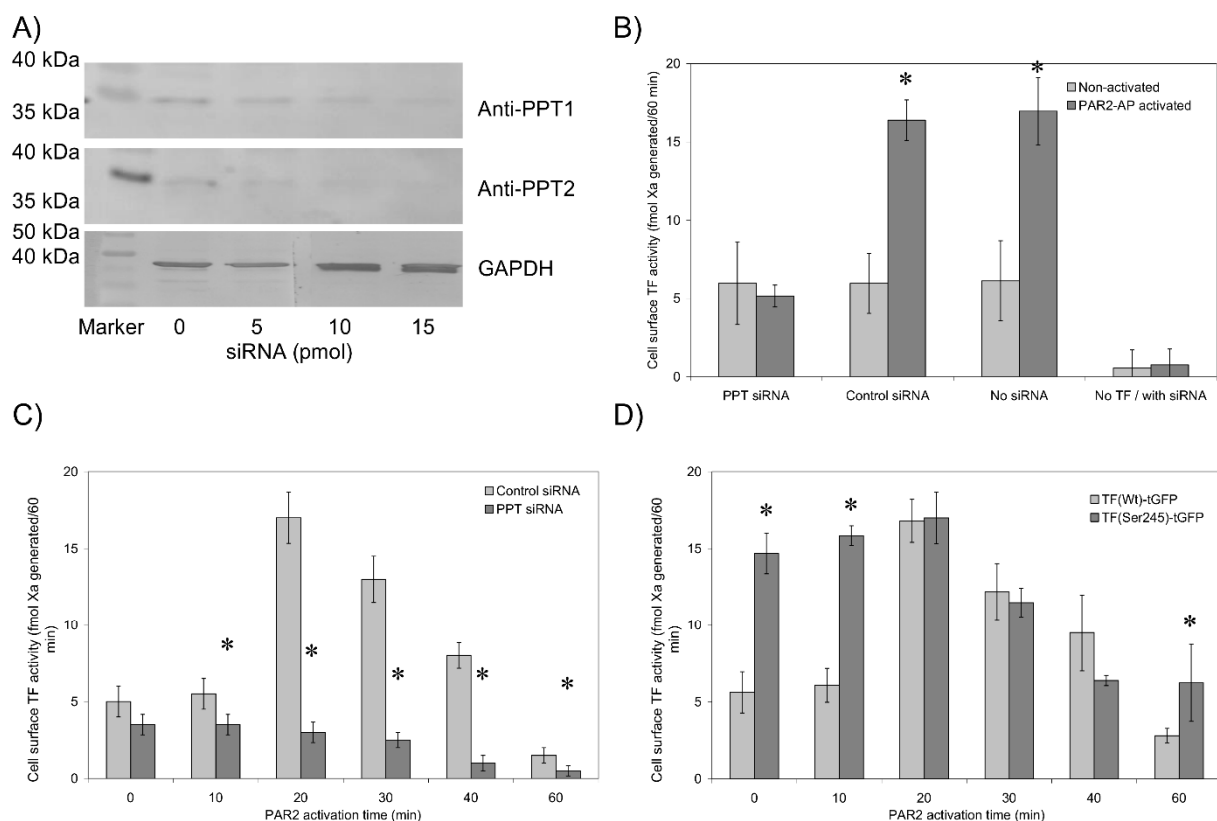 A)
40 kDa
35 kDa
Anti-PPT1
40 kDa
35 kDa
Anti-PPT2
50 kDa
40 kDa
GAPDH
Marker 0 5 10 15
siRNA (pmol)
B)
Cell surface TF activity (fmol Xa generated/60 min)
20
15
10
5
0
* *
Non-activated
PAR2-AP activated
PPT siRNA Control siRNA No siRNA No TF / with siRNA
C)
Cell surface TF activity (fmol Xa generated/60
min)
20
15
10
5
0
Control siRNA
PPT siRNA
* * * * *
0 10 20 30 40 60
PAR2 activation time (min)
D)
Cell surface TF activity (fmol Xa generated/60
min)
20
15
10
5
0
TF(Wt)-tGFP
TF(Ser245)-tGFP
* * *
0 10 20 30 40 60
PAR2 activation time (min)